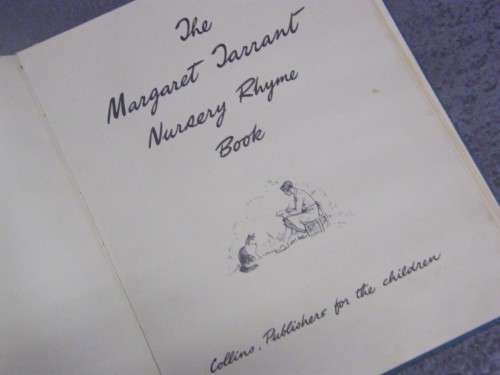 The
Margaret Tarrant
Nursery Rhyme
Book
Collins, Publishers for the children